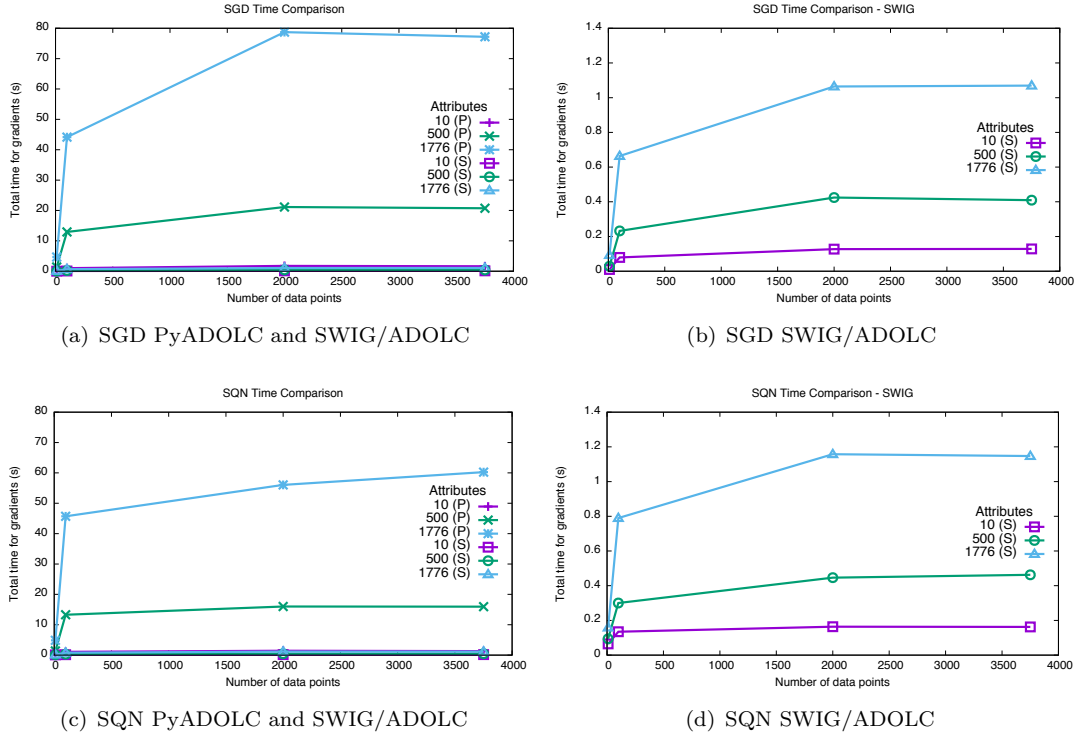 SGD Time Comparison
Total time for gradients (s)
80
70
60
50
40
30
20
10
0
0 500 1000 1500 2000 2500 3000 3500 4000
Number of data points
Attributes
10 (P)
500 (P)
1776 (P)
10 (S)
500 (S)
1776 (S)
(a) SGD PyADOLC and SWIG/ADOLC
SGD Time Comparison - SWIG
Total time for gradients (s)
1.4
1.2
1
0.8
0.6
0.4
0.2
0
0 500 1000 1500 2000 2500 3000 3500 4000
Number of data points
Attributes
10 (S)
500 (S)
1776 (S)
(b) SGD SWIG/ADOLC
SQN Time Comparison
Total time for gradients (s)
80
70
60
50
40
30
20
10
0
0 500 1000 1500 2000 2500 3000 3500 4000
Number of data points
Attributes
10 (P)
500 (P)
1776 (P)
10 (S)
500 (S)
1776 (S)
(c) SQN PyADOLC and SWIG/ADOLC
SQN Time Comparison - SWIG
Total time for gradients (s)
1.4
1.2
1
0.8
0.6
0.4
0.2
0
0 500 1000 1500 2000 2500 3000 3500 4000
Number of data points
Attributes
10 (S)
500 (S)
1776 (S)
(d) SQN SWIG/ADOLC